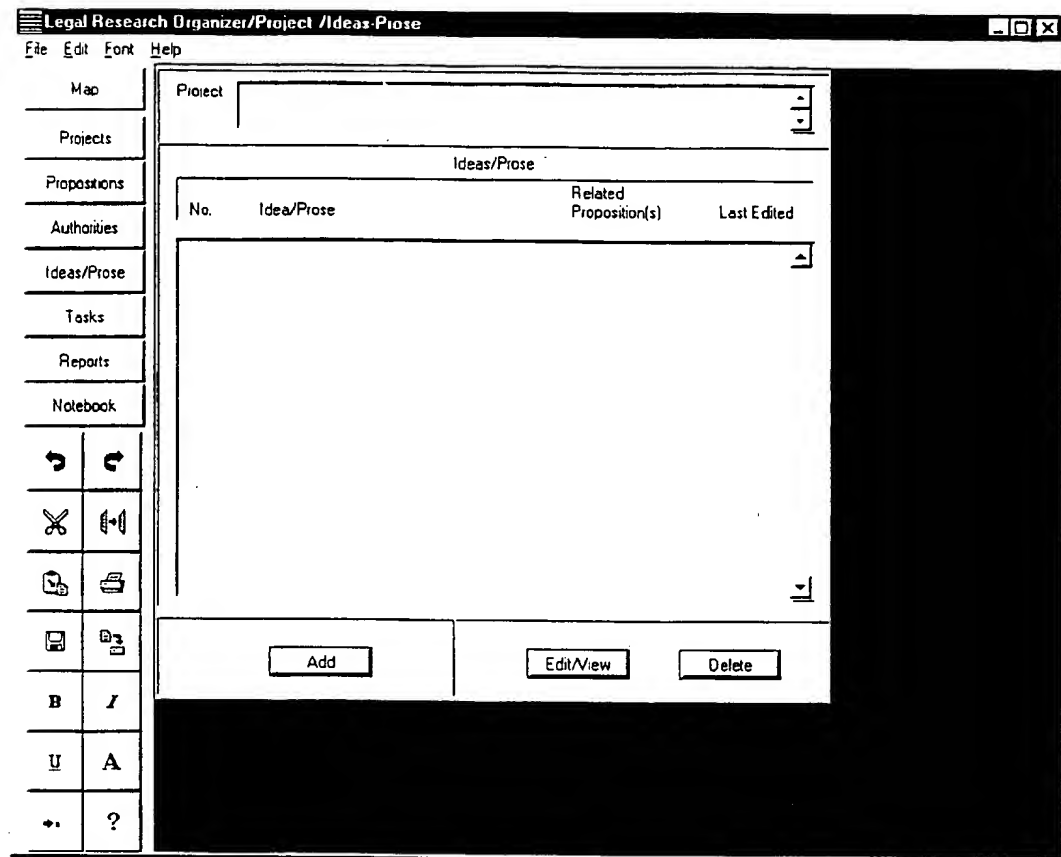 Legal Research Organizer/Project /Ideas-Prose
File Edit Font Help
Map
Projects
Propositions
Authorities
Ideas/Prose
Tasks
Reports
Notebook
B I
U A
?
Project
Ideas/Prose
No. Idea/Prose Related Proposition(s) Last Edited
Add Edit/View Delete